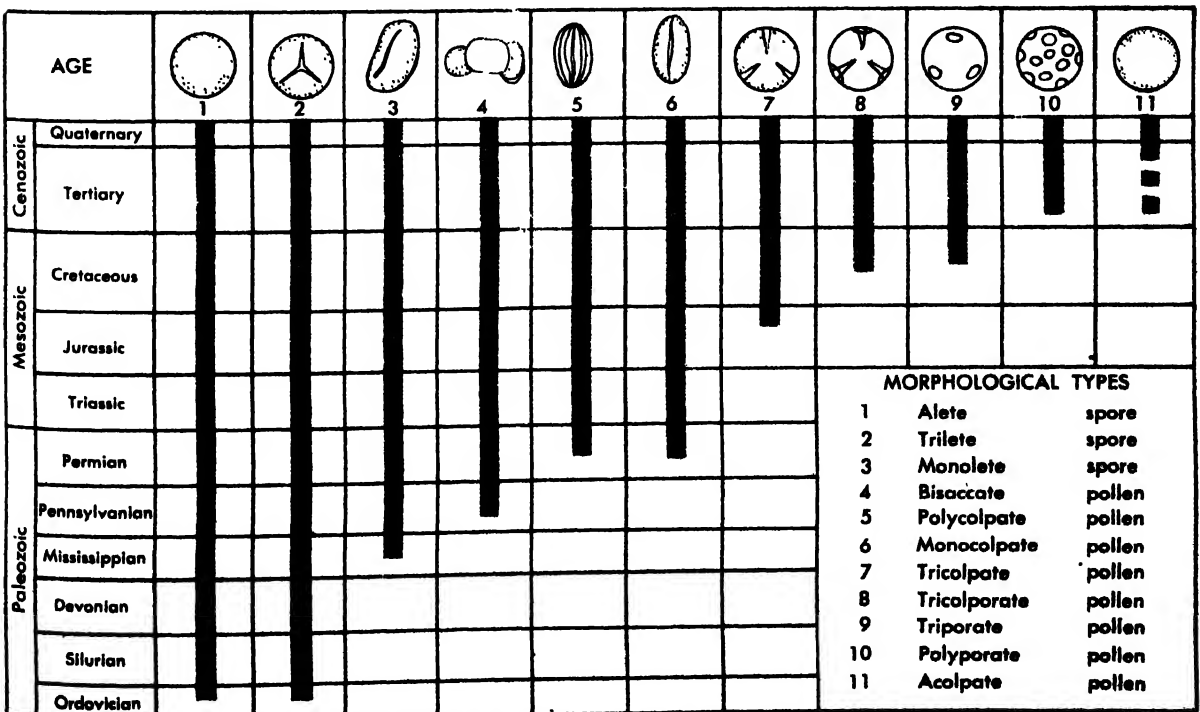 AGE
1 2 3 4 5 6 7 8 9 10 11
Cenozoic
Quaternary
Tertiary
Mesozoic
Cretaceous
Jurassic
Triassic
Paleozoic
Permian
Pennsylvanian
Mississippian
Devonian
Silurian
Ordovician
MORPHOLOGICAL TYPES
1 Alete spore
2 Trilete spore
3 Monolete spore
4 Bisaccate pollen
5 Polycolpate pollen
6 Monocolpate pollen
7 Tricolpate pollen
8 Tricolporate pollen
9 Triporate pollen
10 Polyporate pollen
11 Acolpate pollen